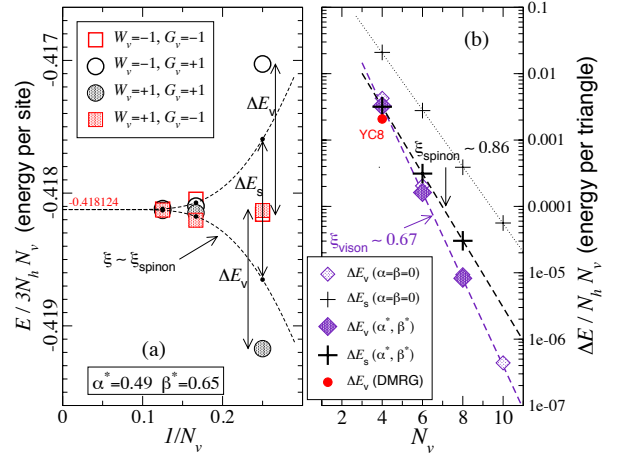 W_v=−1, G_v=−1
W_v=−1, G_v=+1
W_v=+1, G_v=+1
W_v=+1, G_v=−1
-0.417
-0.418
-0.419
E / 3N_h N_v (energy per site)
-0.418124
ΔE_v
ΔE_s
ΔE_v
ξ ~ ξ_spinon
(a)
α*=0.49 β*=0.65
0 0.1 0.2
1/N_v
(b)
YC8
ξ_spinon ~ 0.86
ξ_vison ~ 0.67
ΔE_v (α=β=0)
ΔE_s (α=β=0)
ΔE_v (α*, β*)
ΔE_s (α*, β*)
ΔE_v (DMRG)
2 4 6 8 10
N_v
0.1
0.01
0.001
0.0001
1e-05
1e-06
1e-07
ΔE / N_h N_v (energy per triangle)